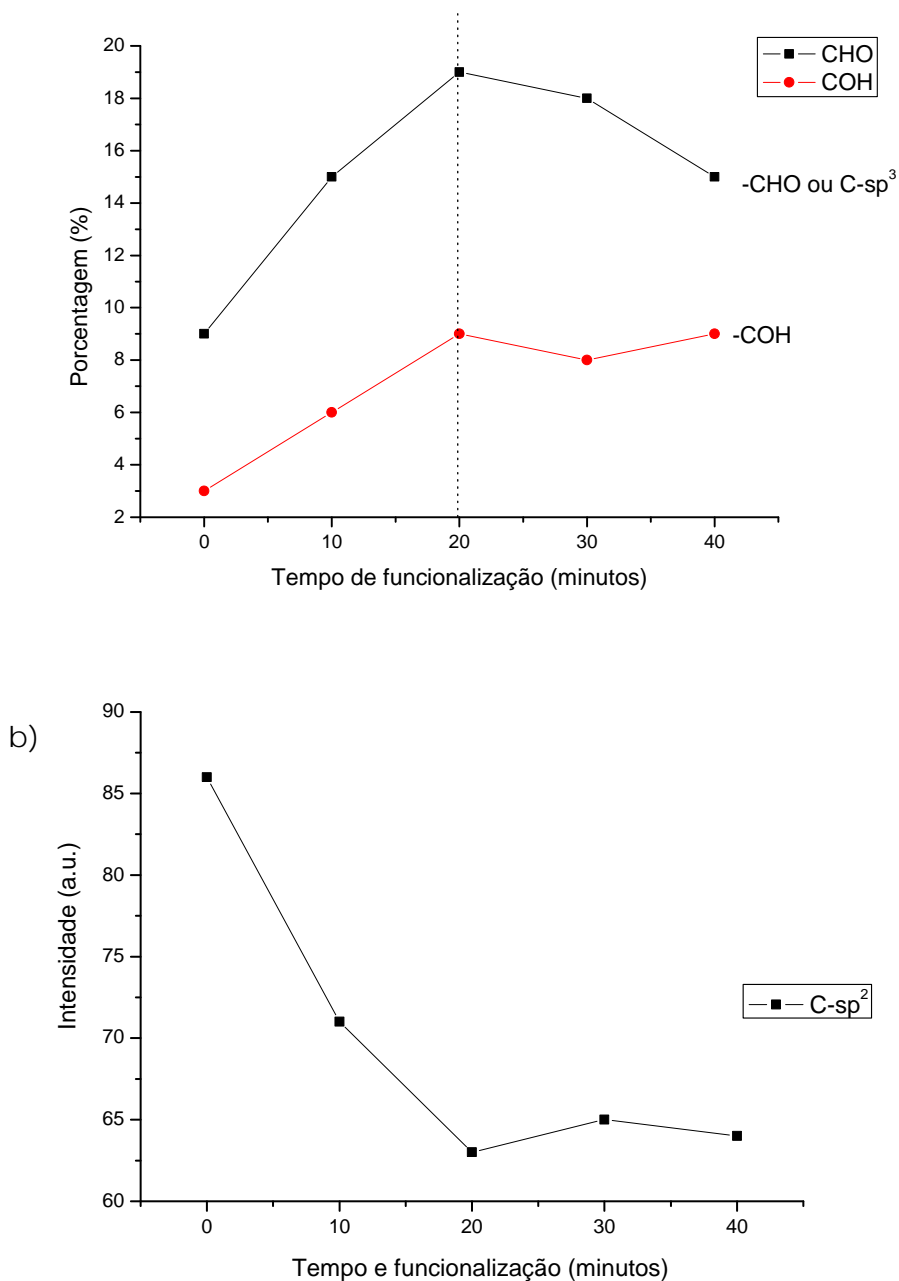 20
18
16
14
12
10
8
6
4
2
Porcentagem (%)
CHO
COH
-CHO ou C-sp³
-COH
0 10 20 30 40
Tempo de funcionalização (minutos)
b)
90
85
80
75
70
65
60
Intensidade (a.u.)
C-sp²
0 10 20 30 40
Tempo e funcionalização (minutos)